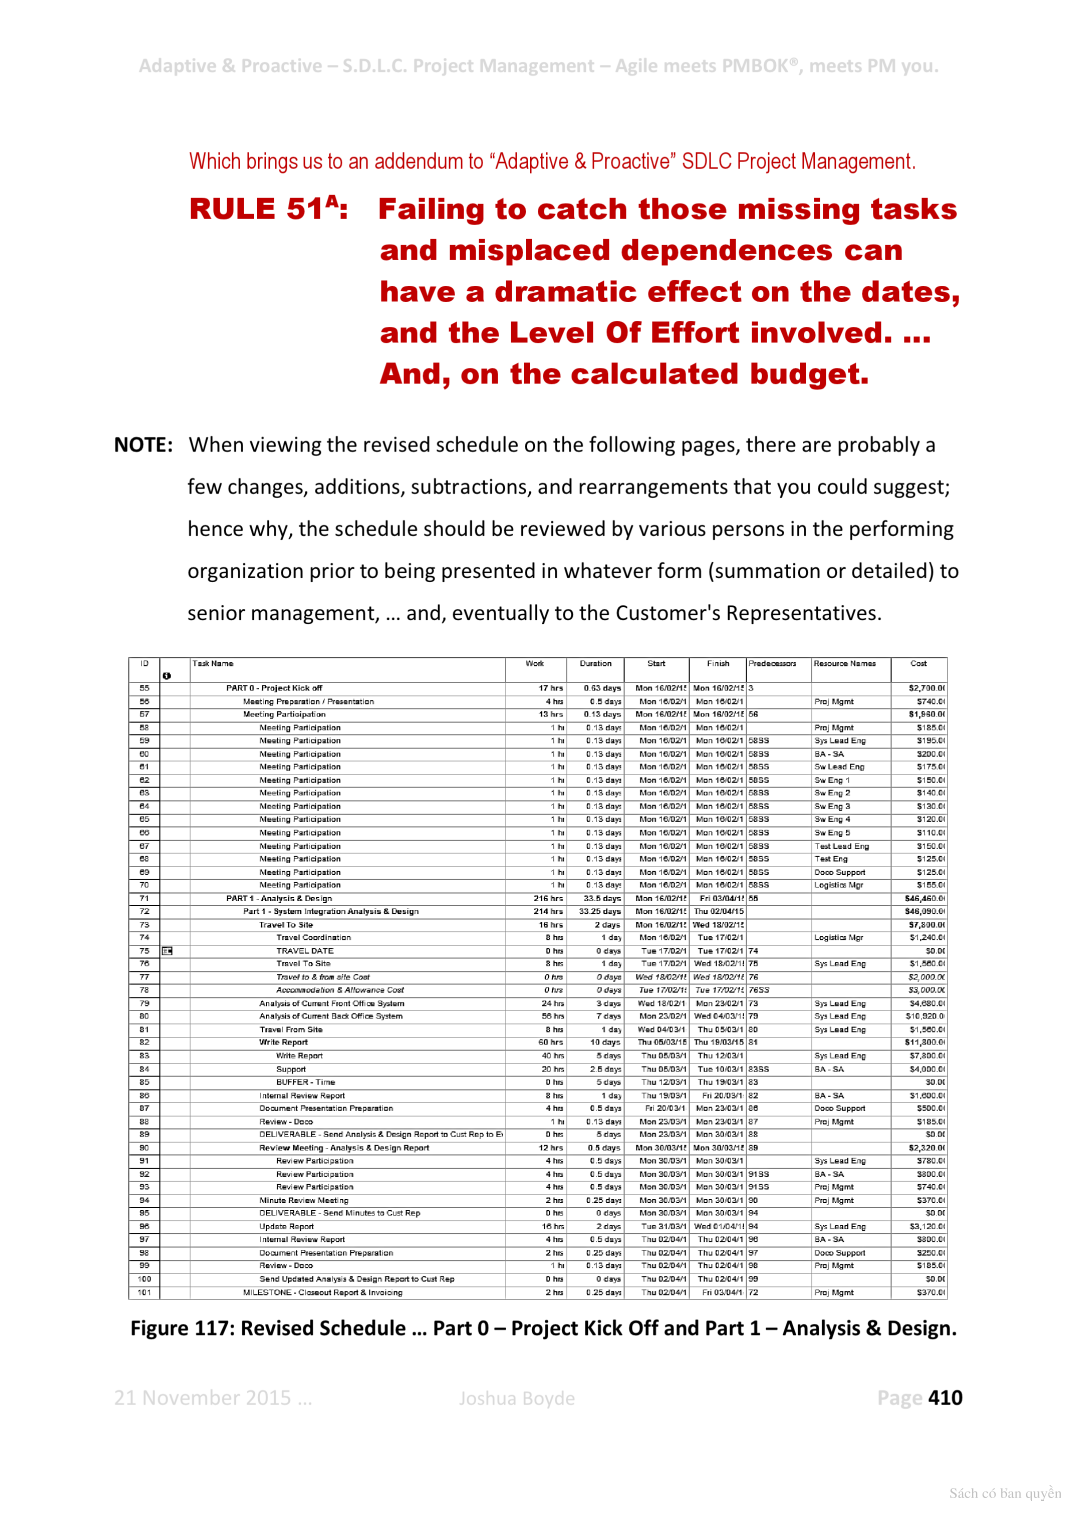 Adaptive & Proactive – S.D.L.C. Project Management – Agile meets PMBOK®, meets PM you.
Which brings us to an addendum to “Adaptive & Proactive” SDLC Project Management.
RULE 51A: Failing to catch those missing tasks
and misplaced dependences can
have a dramatic effect on the dates,
and the Level Of Effort involved. ...
And, on the calculated budget.
NOTE: When viewing the revised schedule on the following pages, there are probably a
few changes, additions, subtractions, and rearrangements that you could suggest;
hence why, the schedule should be reviewed by various persons in the performing
organization prior to being presented in whatever form (summation or detailed) to
senior management, … and, eventually to the Customer's Representatives.
ID Task Name Work Duration Start Finish Predecessors Resource Names Cost
55 PART 0 - Project Kick off 17 hrs 0.63 days Mon 16/02/15 Mon 16/02/15 3 $2,700.00
56 Meeting Preparation / Presentation 4 hrs 0.5 days Mon 16/02/1 Mon 16/02/1 Proj Mgmt $740.0
57 Meeting Participation 13 hrs 0.13 days Mon 16/02/15 Mon 16/02/15 56 $1,960.00
58 Meeting Participation 1 hr 0.13 days Mon 16/02/1 Mon 16/02/1 Proj Mgmt $185.0
59 Meeting Participation 1 hr 0.13 days Mon 16/02/1 Mon 16/02/1 58SS Sys Lead Eng $195.0
60 Meeting Participation 1 hr 0.13 days Mon 16/02/1 Mon 16/02/1 58SS BA - SA $200.0
61 Meeting Participation 1 hr 0.13 days Mon 16/02/1 Mon 16/02/1 58SS Sw Lead Eng $175.0
62 Meeting Participation 1 hr 0.13 days Mon 16/02/1 Mon 16/02/1 58SS Sw Eng 1 $150.0
63 Meeting Participation 1 hr 0.13 days Mon 16/02/1 Mon 16/02/1 58SS Sw Eng 2 $140.0
64 Meeting Participation 1 hr 0.13 days Mon 16/02/1 Mon 16/02/1 58SS Sw Eng 3 $130.0
65 Meeting Participation 1 hr 0.13 days Mon 16/02/1 Mon 16/02/1 58SS Sw Eng 4 $120.0
66 Meeting Participation 1 hr 0.13 days Mon 16/02/1 Mon 16/02/1 58SS Sw Eng 5 $110.0
67 Meeting Participation 1 hr 0.13 days Mon 16/02/1 Mon 16/02/1 58SS Test Lead Eng $150.0
68 Meeting Participation 1 hr 0.13 days Mon 16/02/1 Mon 16/02/1 58SS Test Eng $125.0
69 Meeting Participation 1 hr 0.13 days Mon 16/02/1 Mon 16/02/1 58SS Doco Support $125.0
70 Meeting Participation 1 hr 0.13 days Mon 16/02/1 Mon 16/02/1 58SS Logistics Mgr $155.0
71 PART 1 - Analysis & Design 216 hrs 33.5 days Mon 16/02/15 Fri 03/04/15 55 $46,460.0
72 Part 1 - System Integration Analysis & Design 214 hrs 33.25 days Mon 16/02/15 Thu 02/04/15 $46,090.0
73 Travel To Site 16 hrs 2 days Mon 16/02/15 Wed 18/02/15 $7,800.0
74 Travel Coordination 8 hrs 1 day Mon 16/02/1 Tue 17/02/1 Logistics Mgr $1,240.0
75 TRAVEL DATE 0 hrs 0 days Tue 17/02/1 Tue 17/02/1 74 $0.00
76 Travel To Site 8 hrs 1 day Tue 17/02/1 Wed 18/02/15 75 Sys Lead Eng $1,560.0
77 Travel to & from site Cost 0 hrs 0 days Wed 18/02/15 Wed 18/02/15 76 $2,000.00
78 Accommodation & Allowance Cost 0 hrs 0 days Tue 17/02/15 Tue 17/02/15 76SS $3,000.00
79 Analysis of Current Front Office System 24 hrs 3 days Wed 18/02/1 Mon 23/02/1 73 Sys Lead Eng $4,680.0
80 Analysis of Current Back Office System 56 hrs 7 days Mon 23/02/1 Wed 04/03/15 79 Sys Lead Eng $10,920.0
81 Travel From Site 8 hrs 1 day Wed 04/03/1 Thu 05/03/1 80 Sys Lead Eng $1,560.0
82 Write Report 60 hrs 10 days Thu 05/03/15 Thu 19/03/15 81 $11,800.0
83 Write Report 40 hrs 5 days Thu 05/03/1 Thu 12/03/1 Sys Lead Eng $7,800.0
84 Support 20 hrs 2.5 days Thu 05/03/1 Tue 10/03/1 83SS BA - SA $4,000.0
85 BUFFER - Time 0 hrs 5 days Thu 12/03/1 Thu 19/03/1 83 $0.00
86 Internal Review Report 8 hrs 1 day Thu 19/03/1 Fri 20/03/1 82 BA - SA $1,600.0
87 Document Presentation Preparation 4 hrs 0.5 days Fri 20/03/1 Mon 23/03/1 86 Doco Support $500.0
88 Review - Doco 1 hr 0.13 days Mon 23/03/1 Mon 23/03/1 87 Proj Mgmt $185.0
89 DELIVERABLE - Send Analysis & Design Report to Cust Rep to Ev 0 hrs 5 days Mon 23/03/1 Mon 30/03/1 88 $0.00
90 Review Meeting - Analysis & Design Report 12 hrs 0.5 days Mon 30/03/15 Mon 30/03/15 89 $2,320.00
91 Review Participation 4 hrs 0.5 days Mon 30/03/1 Mon 30/03/1 Sys Lead Eng $780.0
92 Review Participation 4 hrs 0.5 days Mon 30/03/1 Mon 30/03/1 91SS BA - SA $800.0
93 Review Participation 4 hrs 0.5 days Mon 30/03/1 Mon 30/03/1 91SS Proj Mgmt $740.0
94 Minute Review Meeting 2 hrs 0.25 days Mon 30/03/1 Mon 30/03/1 90 Proj Mgmt $370.0
95 DELIVERABLE - Send Minutes to Cust Rep 0 hrs 0 days Mon 30/03/1 Mon 30/03/1 94 $0.00
96 Update Report 16 hrs 2 days Tue 31/03/1 Wed 01/04/15 94 Sys Lead Eng $3,120.0
97 Internal Review Report 4 hrs 0.5 days Thu 02/04/1 Thu 02/04/1 96 BA - SA $800.0
98 Document Presentation Preparation 2 hrs 0.25 days Thu 02/04/1 Thu 02/04/1 97 Doco Support $250.0
99 Review - Doco 1 hr 0.13 days Thu 02/04/1 Thu 02/04/1 98 Proj Mgmt $185.0
100 Send Updated Analysis & Design Report to Cust Rep 0 hrs 0 days Thu 02/04/1 Thu 02/04/1 99 $0.00
101 MILESTONE - Closeout Report & Invoicing 2 hrs 0.25 days Thu 02/04/1 Fri 03/04/1 72 Proj Mgmt $370.0
Figure 117: Revised Schedule … Part 0 – Project Kick Off and Part 1 – Analysis & Design.
21 November 2015 … Joshua Boyde Page 410
Sách có bản quyền